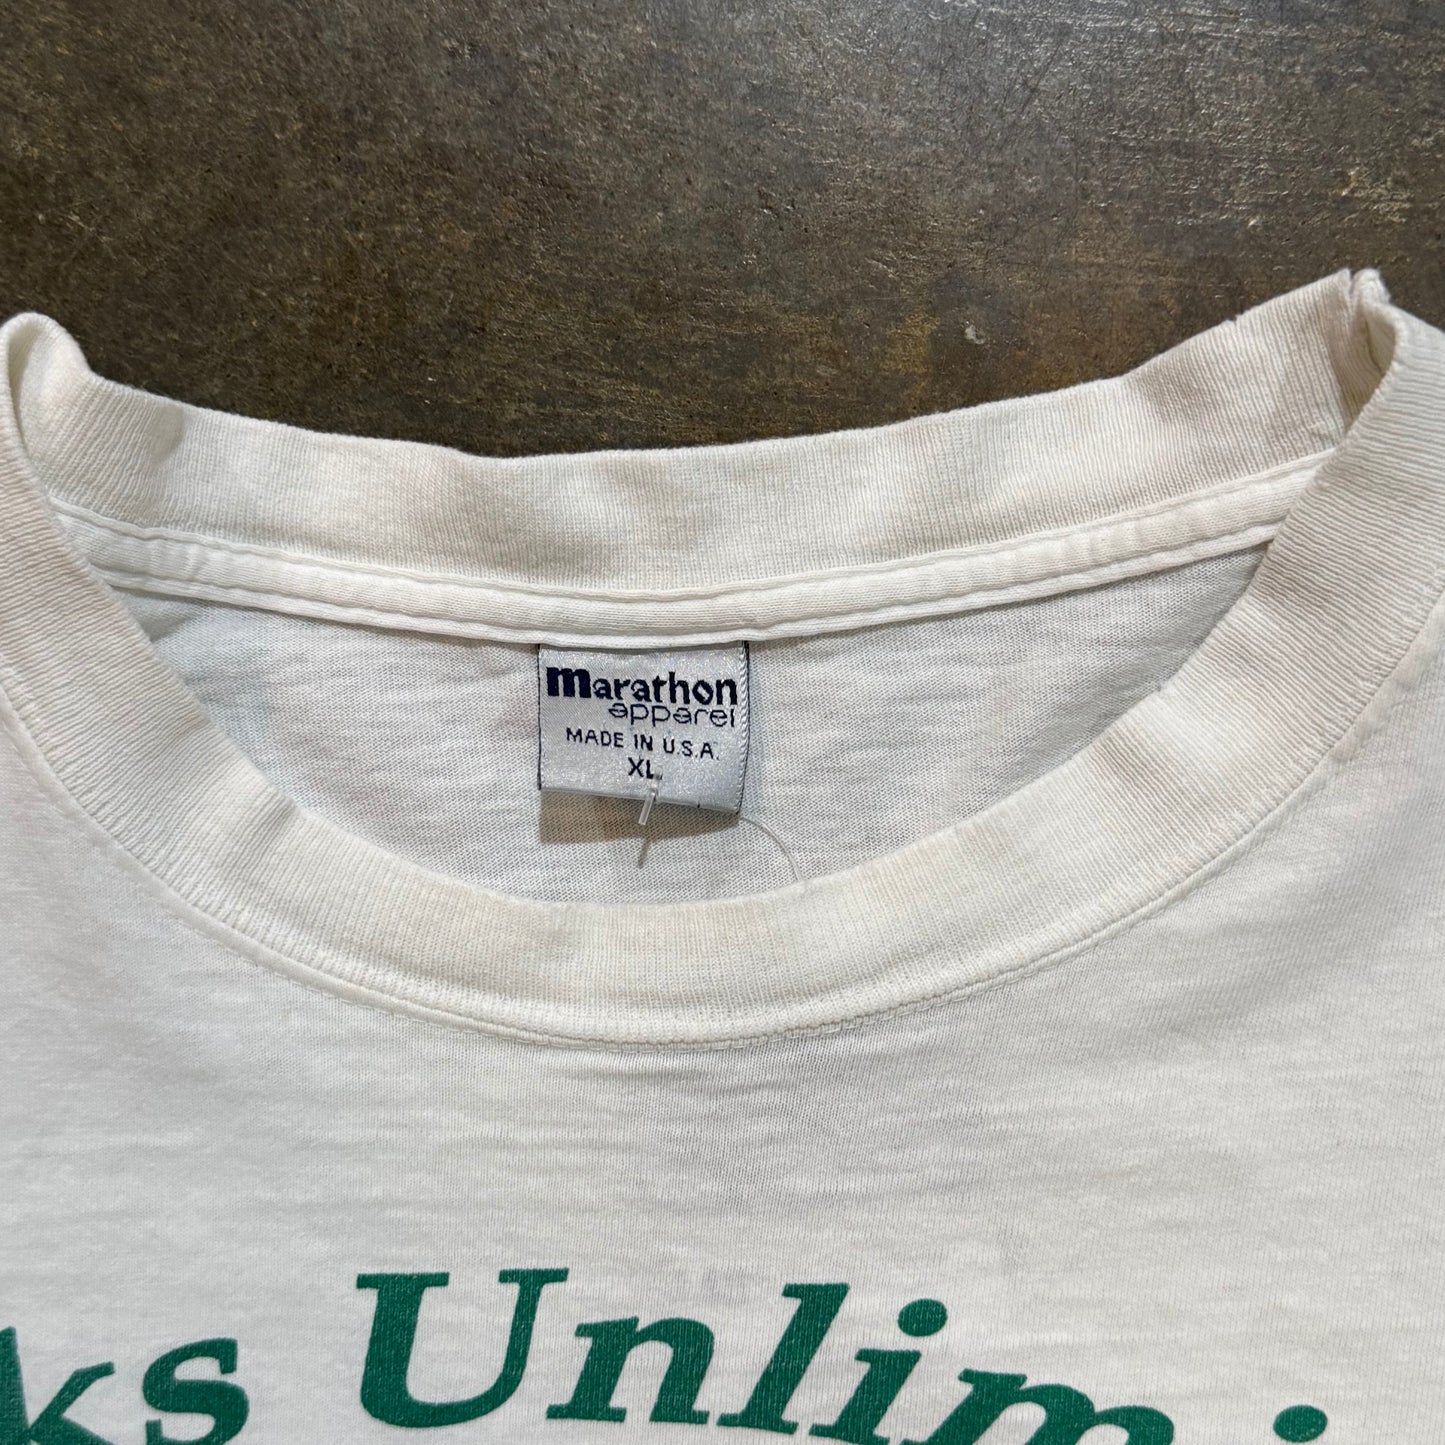 marathon
apparel
MADE IN U.S.A.
XL
ks Unlim